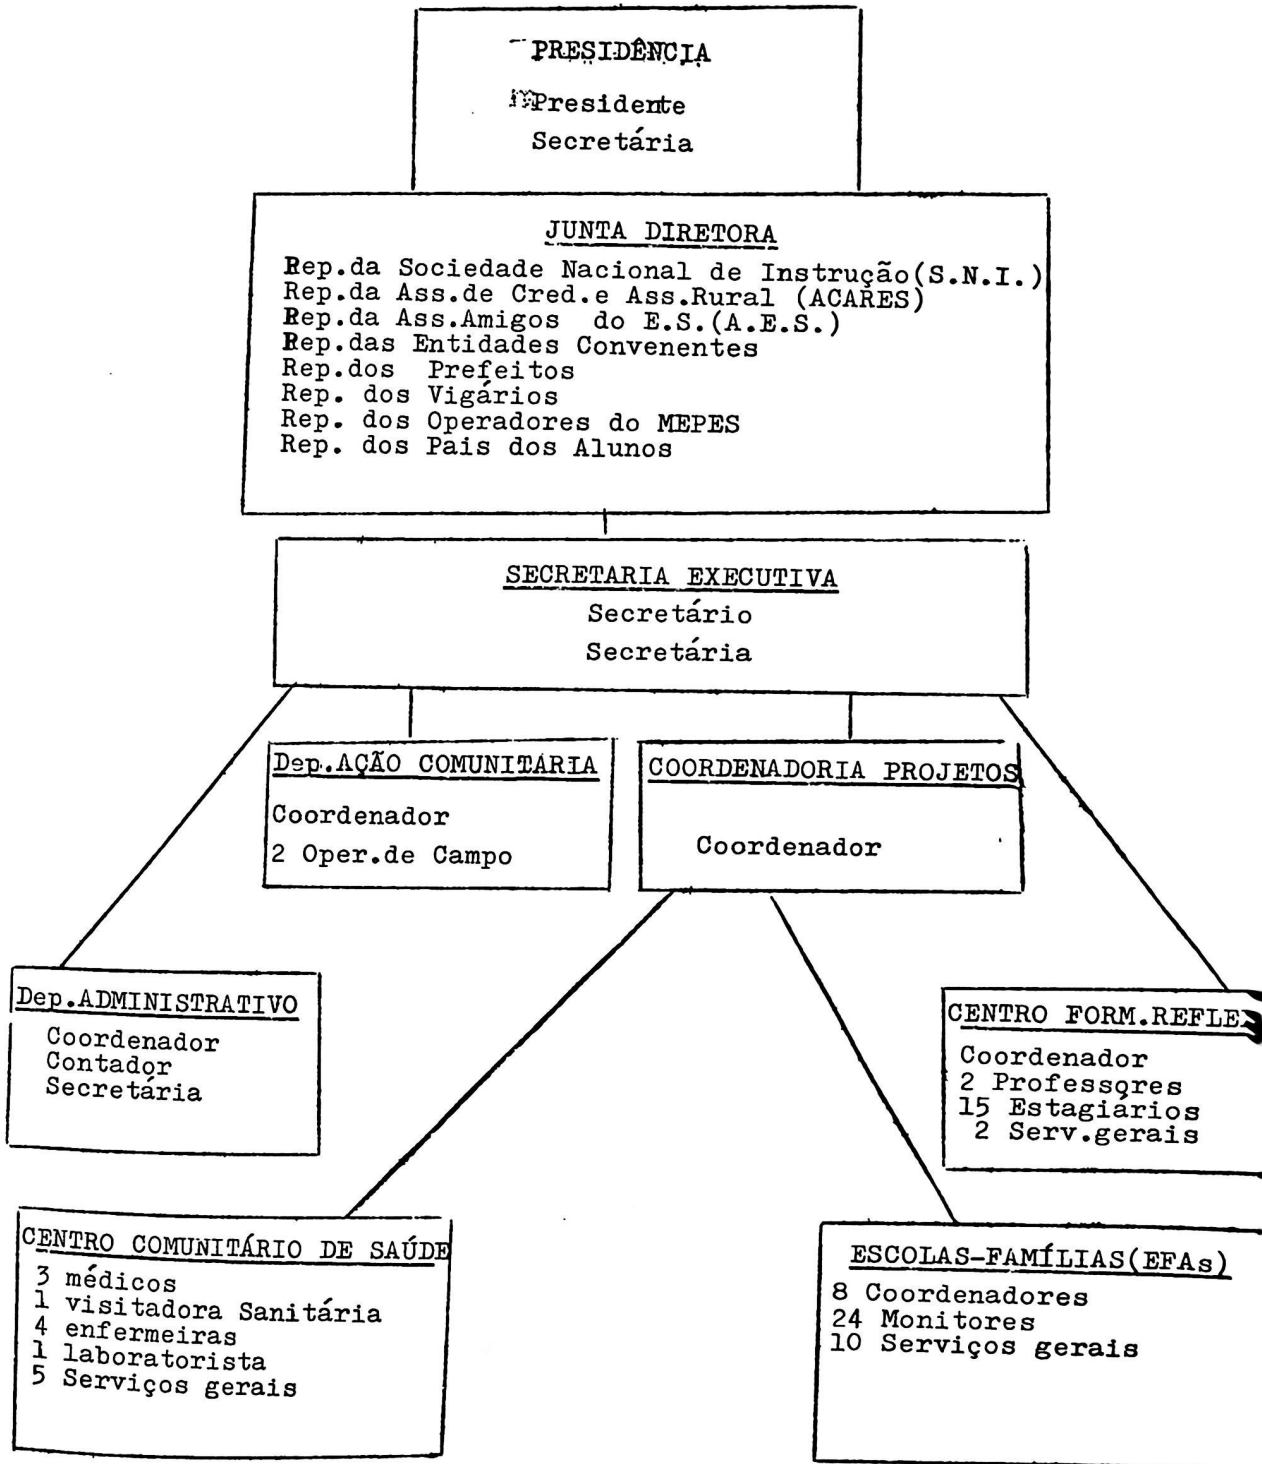 PRESIDÊNCIA
Presidente
Secretária
JUNTA DIRETORA
Rep.da Sociedade Nacional de Instrução(S.N.I.)
Rep.da Ass.de Cred.e Ass.Rural (ACARES)
Rep.da Ass.Amigos do E.S.(A.E.S.)
Rep.das Entidades Convenentes
Rep.dos Prefeitos
Rep. dos Vigários
Rep. dos Operadores do MEPES
Rep. dos Pais dos Alunos
SECRETARIA EXECUTIVA
Secretário
Secretária
Dep.AÇÃO COMUNITÁRIA
Coordenador
2 Oper.de Campo
COORDENADORIA PROJETOS
Coordenador
Dep.ADMINISTRATIVO
Coordenador
Contador
Secretária
CENTRO FORM.REFLE
Coordenador
2 Professores
15 Estagiários
2 Serv.gerais
CENTRO COMUNITÁRIO DE SAÚDE
3 médicos
1 visitadora Sanitária
4 enfermeiras
1 laboratorista
5 Serviços gerais
ESCOLAS-FAMÍLIAS(EFAs)
8 Coordenadores
24 Monitores
10 Serviços gerais